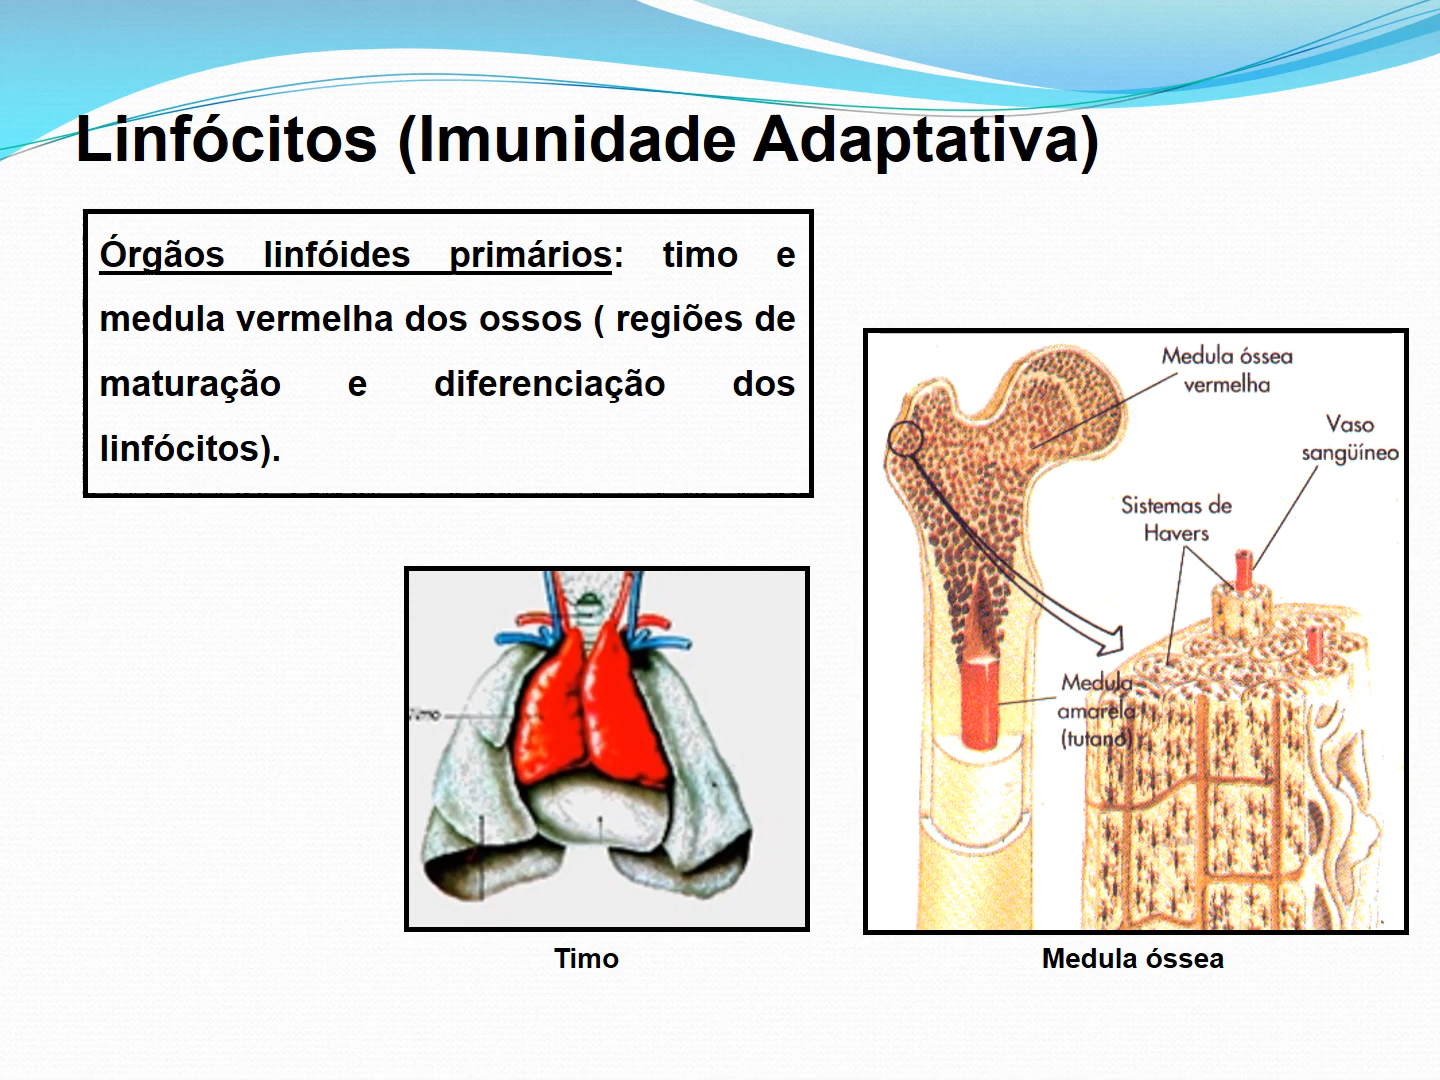 Linfócitos (Imunidade Adaptativa)
Órgãos linfóides primários: timo e
medula vermelha dos ossos ( regiões de
maturação e diferenciação dos
linfócitos).
Medula óssea
vermelha
Vaso
sangüíneo
Sistemas de
Havers
Medula
amarela
(tutano)
Timo
Timo
Medula óssea